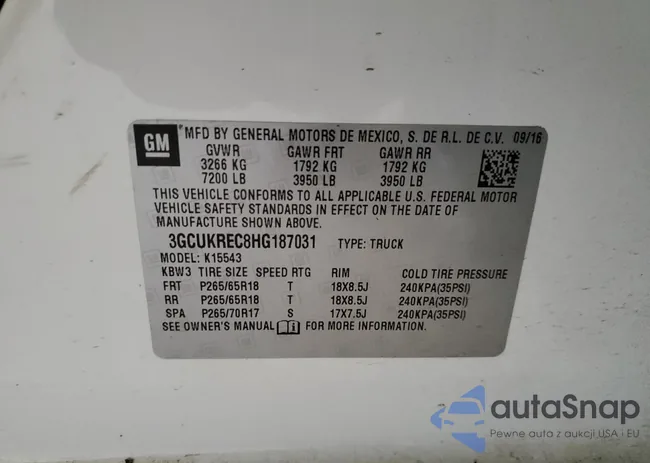 GM
MFD BY GENERAL MOTORS DE MEXICO, S. DE R.L. DE C.V. 09/16
GVWR GAWR FRT GAWR RR
3266 KG 1792 KG 1792 KG
7200 LB 3950 LB 3950 LB
THIS VEHICLE CONFORMS TO ALL APPLICABLE U.S. FEDERAL MOTOR
VEHICLE SAFETY STANDARDS IN EFFECT ON THE DATE OF
MANUFACTURE SHOWN ABOVE.
3GCUKREC8HG187031 TYPE: TRUCK
MODEL: K15543
KBW3 TIRE SIZE SPEED RTG RIM COLD TIRE PRESSURE
FRT P265/65R18 T 18X8.5J 240KPA(35PSI)
RR P265/65R18 T 18X8.5J 240KPA(35PSI)
SPA P265/70R17 S 17X7.5J 240KPA(35PSI)
SEE OWNER'S MANUAL FOR MORE INFORMATION.
autaSnap
Pewne auta z aukcji USA i EU